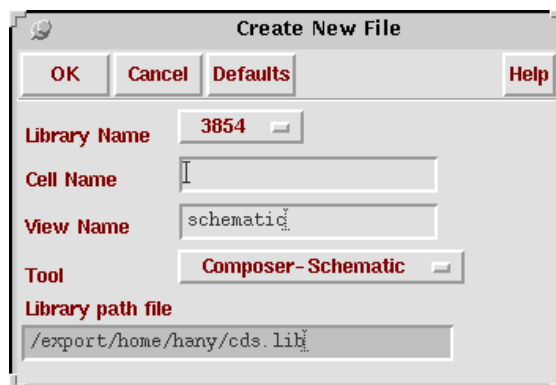 Create New File
OK Cancel Defaults Help
Library Name 3854
Cell Name
View Name schematic
Tool Composer-Schematic
Library path file
/export/home/hany/cds.lib